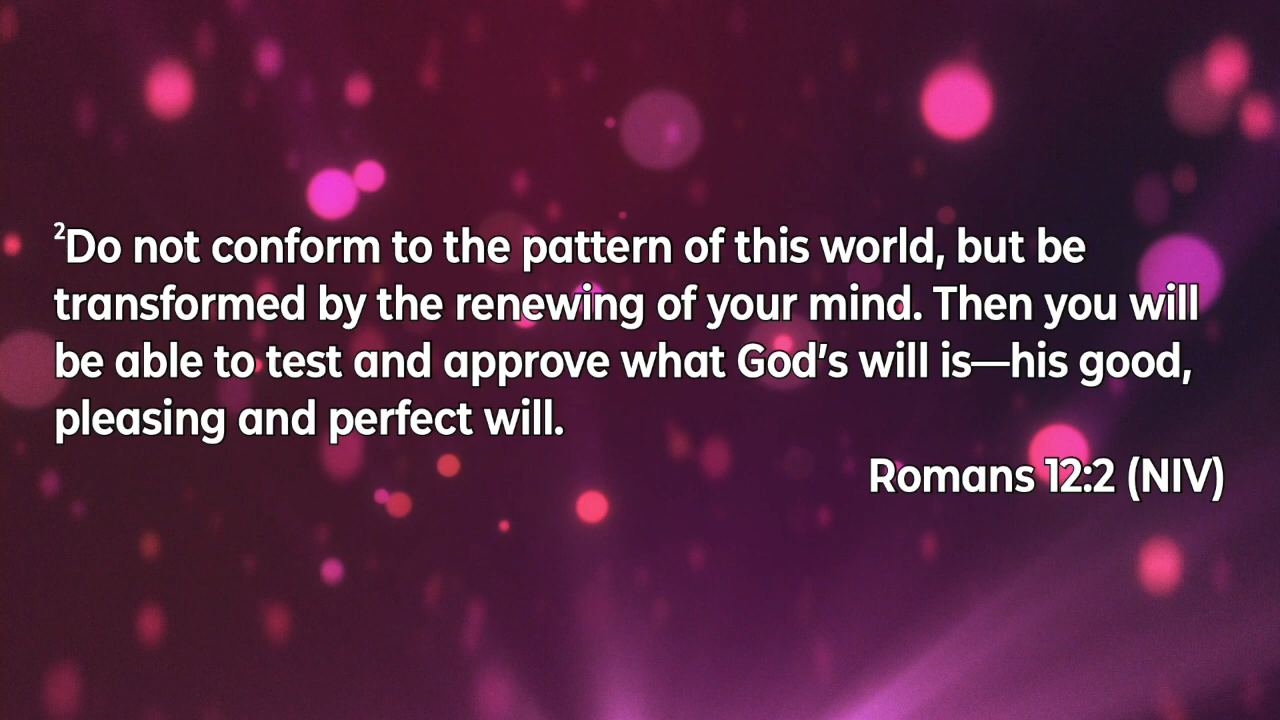 ²Do not conform to the pattern of this world, but be
transformed by the renewing of your mind. Then you will
be able to test and approve what God’s will is—his good,
pleasing and perfect will.
Romans 12:2 (NIV)